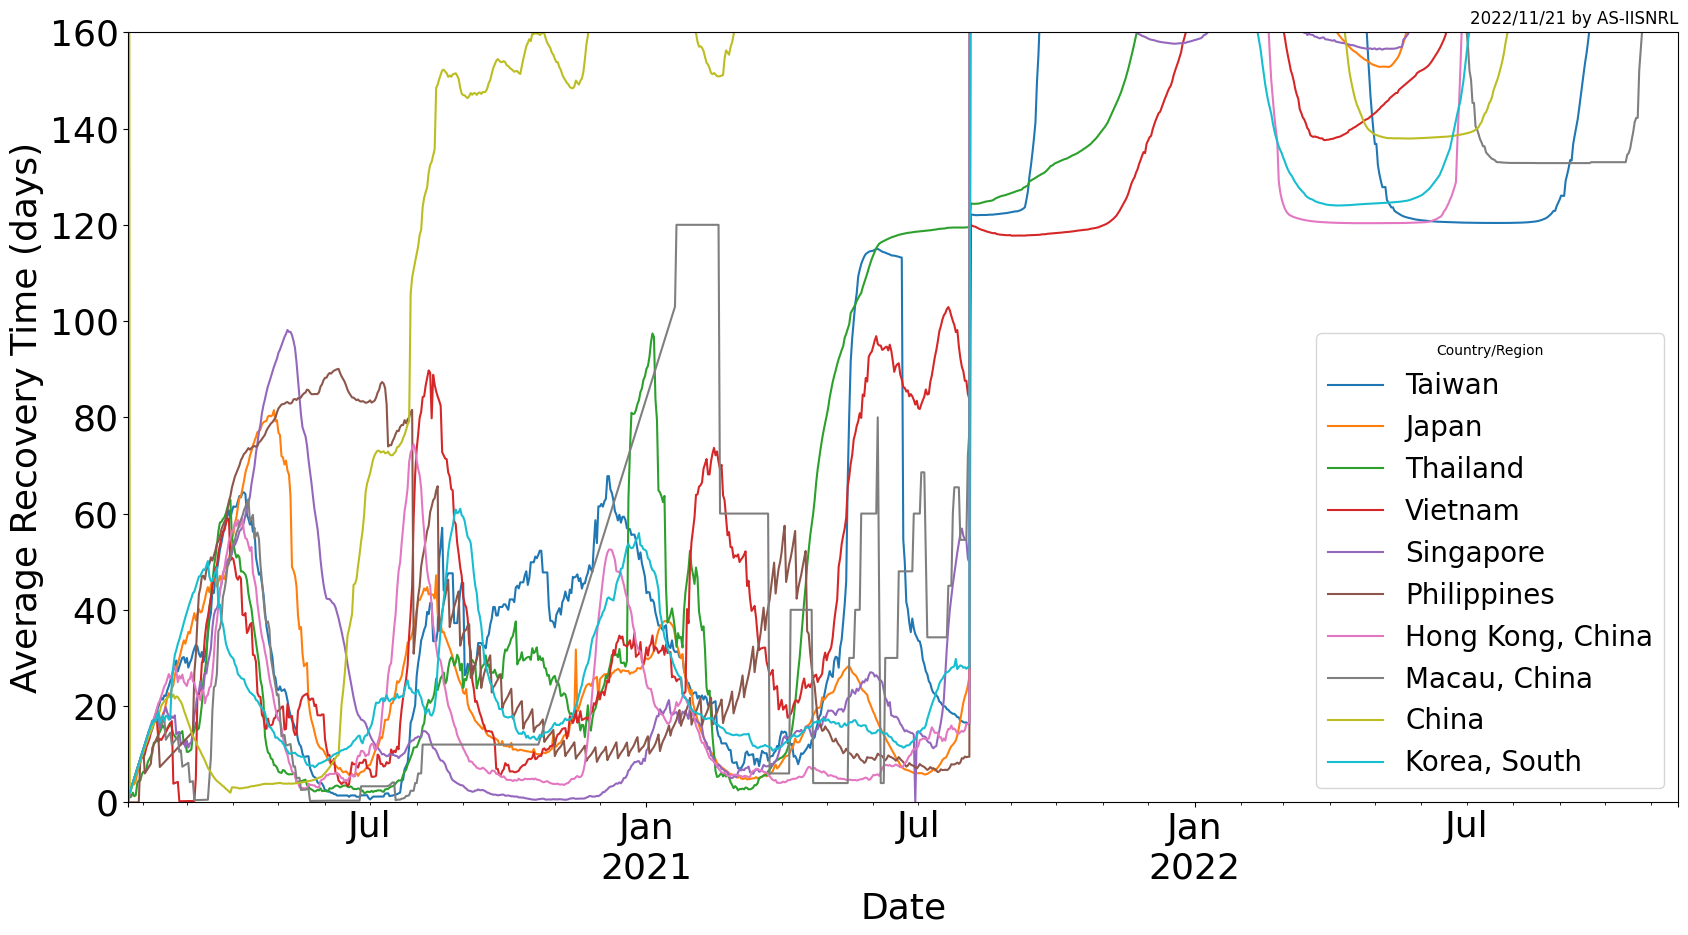 2022/11/21 by AS-IISNRL
160
140
120
100
80
60
40
20
0
Average Recovery Time (days)
Country/Region
Taiwan
Japan
Thailand
Vietnam
Singapore
Philippines
Hong Kong, China
Macau, China
China
Korea, South
Jul
Jan
2021
Jul
Jan
2022
Jul
Date